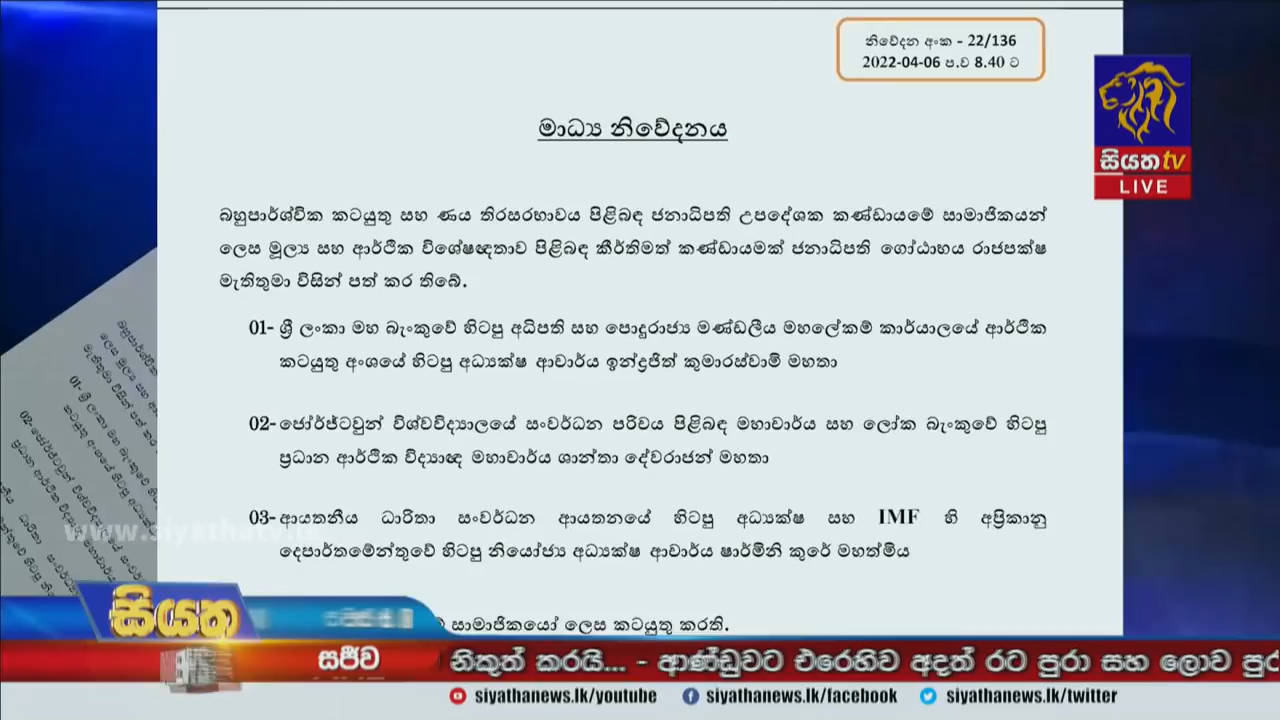 නිවේදන අංක - 22/136
2022-04-06 ප.ව 8.40 ට
මාධ්‍ය නිවේදනය
සියත tv
LIVE
බහුපාර්ශ්වික කටයුතු සහ ණය තිරසරභාවය පිළිබඳ ජනාධිපති උපදේශක කණ්ඩායමේ සාමාජිකයන්
ලෙස මූල්‍ය සහ ආර්ථික විශේෂඥතාව පිළිබඳ කීර්තිමත් කණ්ඩායමක් ජනාධිපති ගෝඨාභය රාජපක්ෂ
මැතිතුමා විසින් පත් කර තිබේ.
01- ශ්‍රී ලංකා මහ බැංකුවේ හිටපු අධිපති සහ පොදුරාජ්‍ය මණ්ඩලීය මහලේකම් කාර්යාලයේ ආර්ථික
කටයුතු අංශයේ හිටපු අධ්‍යක්ෂ ආචාර්ය ඉන්ද්‍රජිත් කුමාරස්වාමි මහතා
02- ජෝර්ජ්ටවුන් විශ්වවිද්‍යාලයේ සංවර්ධන පරිචය පිළිබඳ මහාචාර්ය සහ ලෝක බැංකුවේ හිටපු
ප්‍රධාන ආර්ථික විද්‍යාඥ මහාචාර්ය ශාන්තා දේවරාජන් මහතා
03- ආයතනීය ධාරිතා සංවර්ධන ආයතනයේ හිටපු අධ්‍යක්ෂ සහ IMF හි අප්‍රිකානු
දෙපාර්තමේන්තුවේ හිටපු නියෝජ්‍ය අධ්‍යක්ෂ ආචාර්ය ෂාර්මිනි කුරේ මහත්මිය
www.siyathatv.lk
සාමාජිකයෝ ලෙස කටයුතු කරති.
සියත
සජීව
නිකුත් කරයි... - ආණ්ඩුවට එරෙහිව අදත් රට පුරා සහ ලොව පුර
siyathanews.lk/youtube siyathanews.lk/facebook siyathanews.lk/twitter